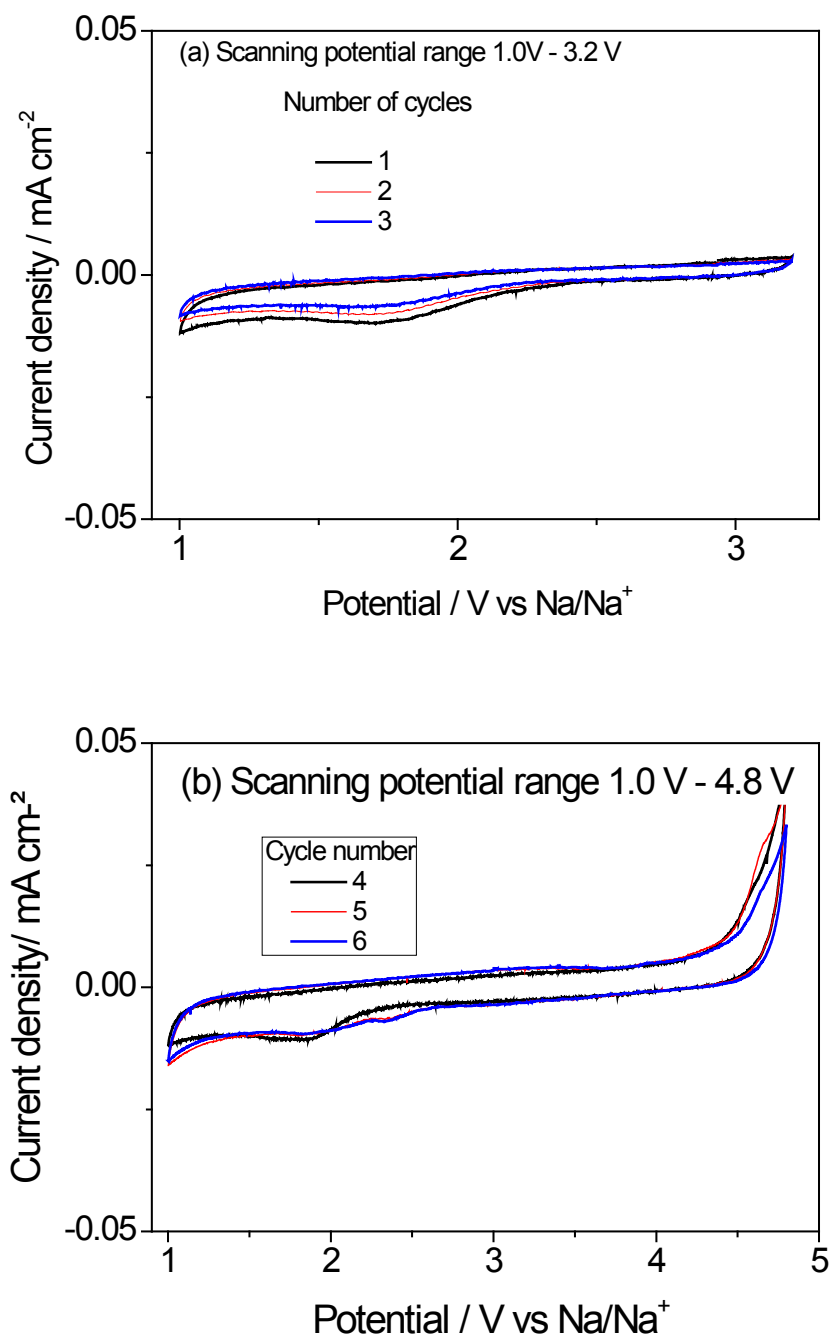 0.05
(a) Scanning potential range 1.0V - 3.2 V
Number of cycles
1
2
3
0.00
-0.05
Current density / mA cm⁻²
1 2 3
Potential / V vs Na/Na⁺
0.05
(b) Scanning potential range 1.0 V - 4.8 V
Cycle number
4
5
6
0.00
-0.05
Current density/ mA cm-²
1 2 3 4 5
Potential / V vs Na/Na⁺